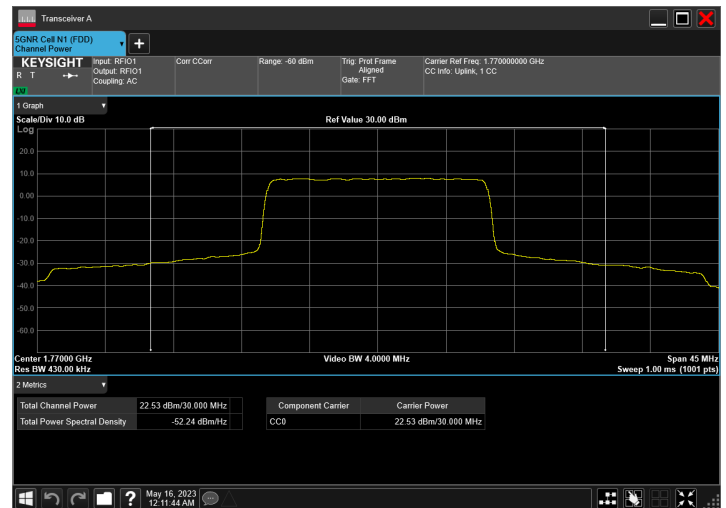 Transceiver A
5GNR Cell N1 (FDD)
Channel Power
KEYSIGHT
R T
LXI
Input: RFIO1
Output: RFIO1
Coupling: AC
Corr CCorr
Range: -60 dBm
Trig: Prot Frame
Aligned
Gate: FFT
Carrier Ref Freq: 1.770000000 GHz
CC Info: Uplink, 1 CC
1 Graph
Scale/Div 10.0 dB
Ref Value 30.00 dBm
Log
20.0
10.0
0.00
-10.0
-20.0
-30.0
-40.0
-50.0
-60.0
Center 1.77000 GHz
Video BW 4.0000 MHz
Span 45 MHz
Res BW 430.00 kHz
Sweep 1.00 ms (1001 pts)
2 Metrics
Total Channel Power 22.53 dBm/30.000 MHz
Total Power Spectral Density -52.24 dBm/Hz
Component Carrier Carrier Power
CC0 22.53 dBm/30.000 MHz
?
May 16, 2023
12:11:44 AM